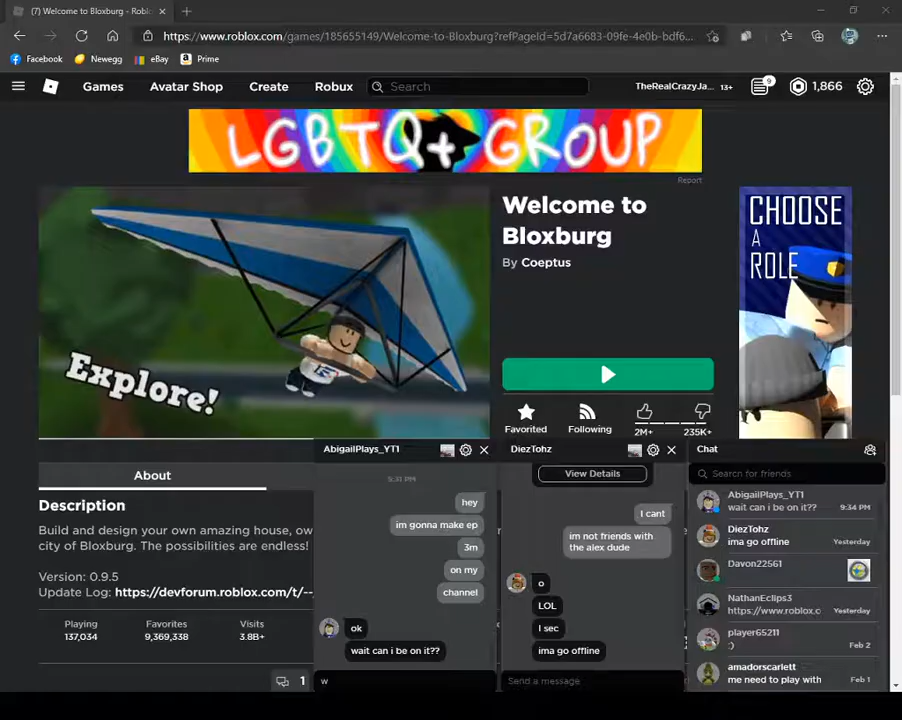 (7) Welcome to Bloxburg - Roblo
https://www.roblox.com/games/185655149/Welcome-to-Bloxburg?refPageId=5d7a6683-09fe-4e0b-bdf6...
Facebook Newegg eBay Prime
Games Avatar Shop Create Robux Search TheRealCrazyJa... 13+ 9 1,866
LGBTQ+ GROUP
Report
Explore!
Welcome to
Bloxburg
By Coeptus
Favorited Following 2M+ 235K+
CHOOSE
A
ROLE
About
Description
Build and design your own amazing house, ow
city of Bloxburg. The possibilities are endless!
Version: 0.9.5
Update Log: https://devforum.roblox.com/t/--
Playing Favorites Visits
137,034 9,369,338 3.8B+
1
AbigailPlays_YT1
5:31 PM
hey
im gonna make ep
3m
on my
channel
ok
wait can i be on it??
w
DiezTohz
View Details
I cant
im not friends with
the alex dude
o
LOL
I sec
ima go offline
Send a message
Chat
Search for friends
AbigailPlays_YT1
wait can i be on it?? 9:34 PM
DiezTohz
ima go offline Yesterday
Davon22561
NathanEclips3
https://www.roblox.c Yesterday
player65211
:) Feb 2
amadorscarlett
me need to play with Feb 1